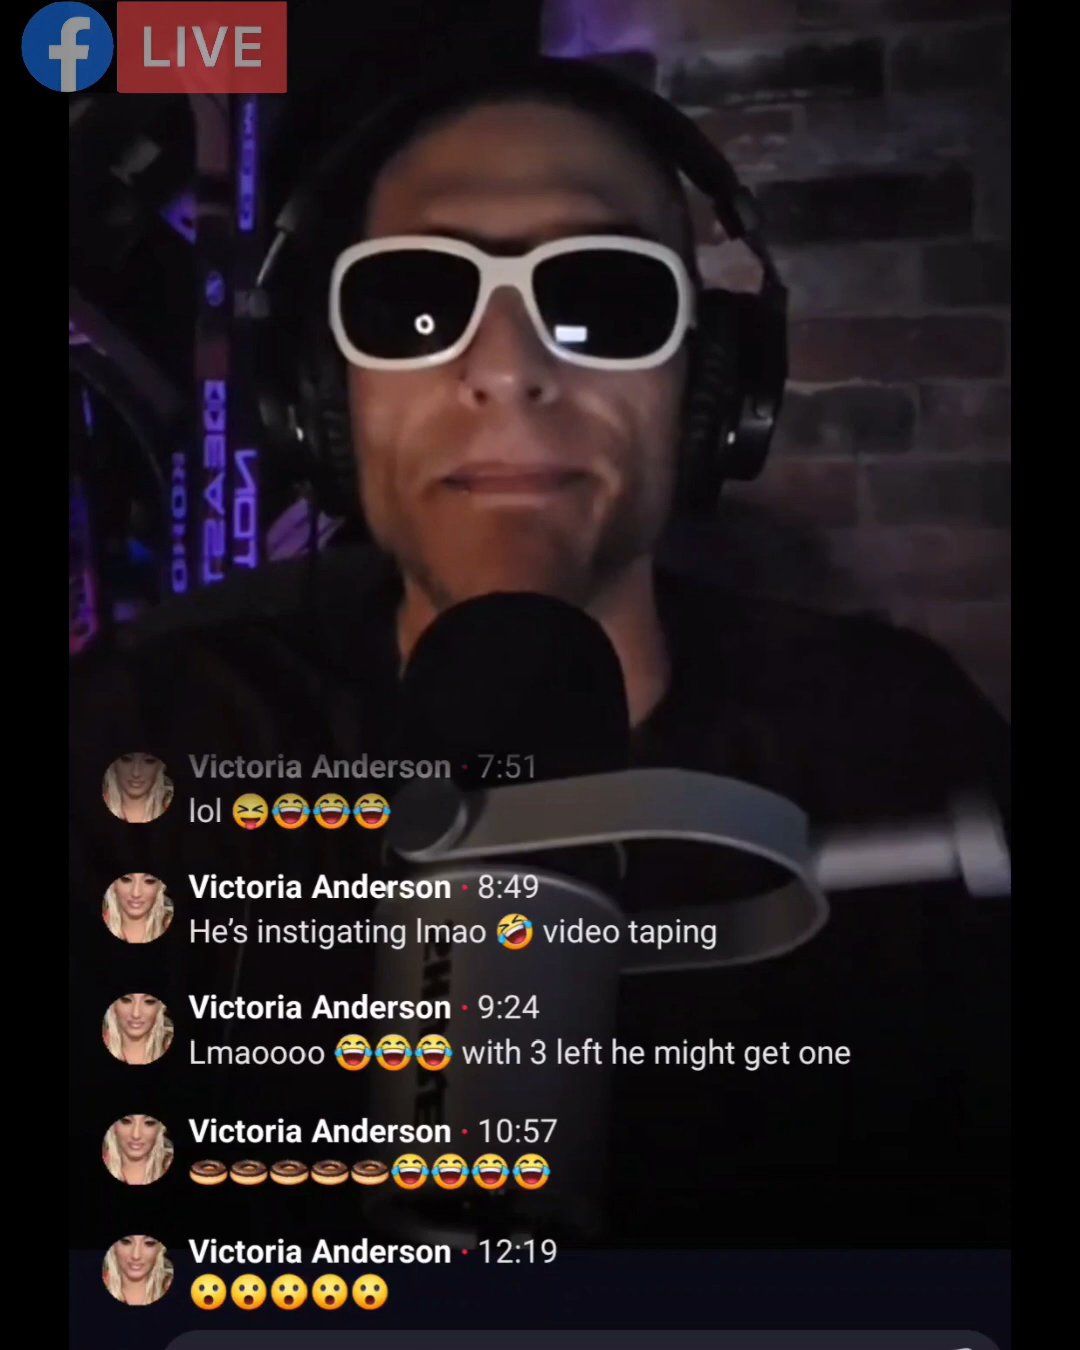 f LIVE
Victoria Anderson · 7:51
lol 😝😂😂😂
Victoria Anderson · 8:49
He’s instigating lmao 🤣 video taping
Victoria Anderson · 9:24
Lmaoooo 😂😂😂 with 3 left he might get one
Victoria Anderson · 10:57
🍩🍩🍩🍩🍩😂😂😂😂
Victoria Anderson · 12:19
😮😮😮😮😮